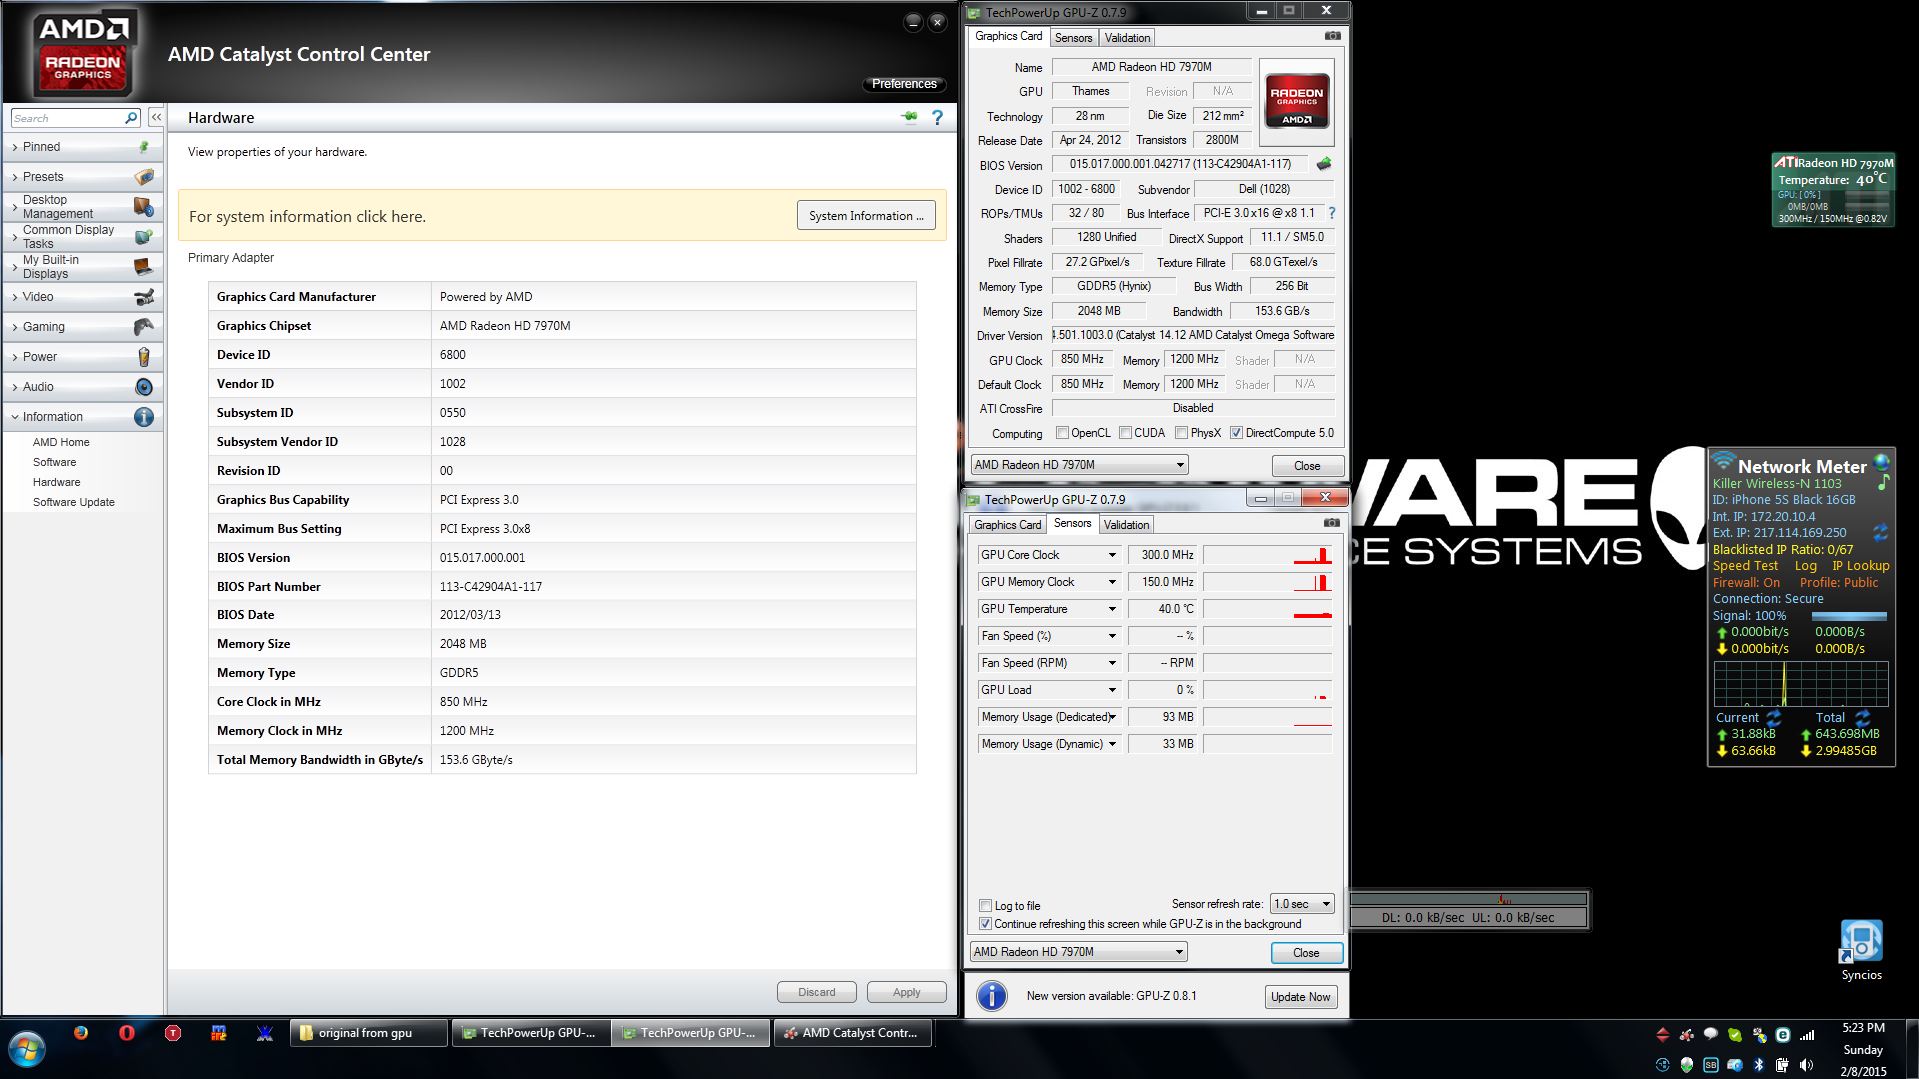 AMD
RADEON
GRAPHICS
AMD Catalyst Control Center
Preferences
Search
Pinned
Presets
Desktop
Management
Common Display
Tasks
My Built-in
Displays
Video
Gaming
Power
Audio
Information
AMD Home
Software
Hardware
Software Update
Hardware
View properties of your hardware.
For system information click here.
System Information ...
Primary Adapter
Graphics Card Manufacturer Powered by AMD
Graphics Chipset AMD Radeon HD 7970M
Device ID 6800
Vendor ID 1002
Subsystem ID 0550
Subsystem Vendor ID 1028
Revision ID 00
Graphics Bus Capability PCI Express 3.0
Maximum Bus Setting PCI Express 3.0x8
BIOS Version 015.017.000.001
BIOS Part Number 113-C42904A1-117
BIOS Date 2012/03/13
Memory Size 2048 MB
Memory Type GDDR5
Core Clock in MHz 850 MHz
Memory Clock in MHz 1200 MHz
Total Memory Bandwidth in GByte/s 153.6 GByte/s
Discard Apply
TechPowerUp GPU-Z 0.7.9
Graphics Card Sensors Validation
Name AMD Radeon HD 7970M
GPU Thames Revision N/A
Technology 28 nm Die Size 212 mm²
Release Date Apr 24, 2012 Transistors 2800M
RADEON
GRAPHICS
AMD
BIOS Version 015.017.000.001.042717 (113-C42904A1-117)
Device ID 1002 - 6800 Subvendor Dell (1028)
ROPs/TMUs 32 / 80 Bus Interface PCI-E 3.0 x16 @ x8 1.1 ?
Shaders 1280 Unified DirectX Support 11.1 / SM5.0
Pixel Fillrate 27.2 GPixel/s Texture Fillrate 68.0 GTexel/s
Memory Type GDDR5 (Hynix) Bus Width 256 Bit
Memory Size 2048 MB Bandwidth 153.6 GB/s
Driver Version 4.501.1003.0 (Catalyst 14.12 AMD Catalyst Omega Software
GPU Clock 850 MHz Memory 1200 MHz Shader N/A
Default Clock 850 MHz Memory 1200 MHz Shader N/A
ATI CrossFire Disabled
Computing OpenCL CUDA PhysX DirectCompute 5.0
AMD Radeon HD 7970M Close
TechPowerUp GPU-Z 0.7.9
Graphics Card Sensors Validation
GPU Core Clock 300.0 MHz
GPU Memory Clock 150.0 MHz
GPU Temperature 40.0 °C
Fan Speed (%) -- %
Fan Speed (RPM) -- RPM
GPU Load 0 %
Memory Usage (Dedicated) 93 MB
Memory Usage (Dynamic) 33 MB
Log to file Sensor refresh rate: 1.0 sec
Continue refreshing this screen while GPU-Z is in the background
AMD Radeon HD 7970M Close
New version available: GPU-Z 0.8.1 Update Now
ATI Radeon HD 7970M
Temperature: 40°C
GPU: [ 0% ]
0MB/0MB
300MHz / 150MHz @0.82V
WARE
CE SYSTEMS
Network Meter
Killer Wireless-N 1103
ID: iPhone 5S Black 16GB
Int. IP: 172.20.10.4
Ext. IP: 217.114.169.250
Blacklisted IP Ratio: 0/67
Speed Test Log IP Lookup
Firewall: On Profile: Public
Connection: Secure
Signal: 100%
0.000bit/s 0.000B/s
0.000bit/s 0.000B/s
Current Total
31.88kB 643.698MB
63.66kB 2.99485GB
DL: 0.0 kB/sec UL: 0.0 kB/sec
Syncios
original from gpu
TechPowerUp GPU-...
TechPowerUp GPU-...
AMD Catalyst Contr...
5:23 PM
Sunday
2/8/2015